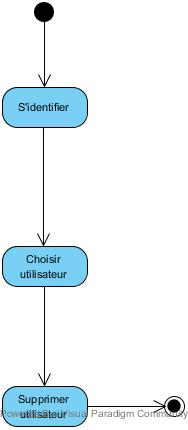 S'identifier
Choisir
utilisateur
Supprimer
utilisateur
Powered By Visual Paradigm Community